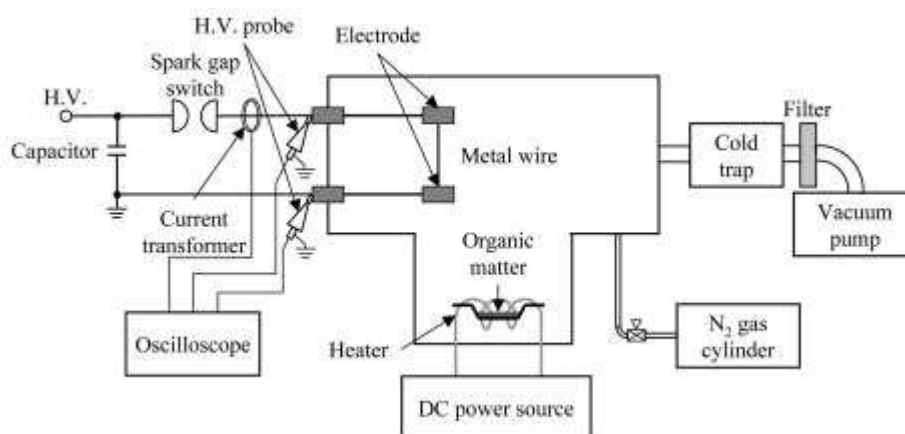 H.V. probe
Electrode
Spark gap
switch
H.V.
Filter
Capacitor
Metal wire
Cold
trap
Current
transformer
Vacuum
pump
Organic
matter
Oscilloscope
Heater
N₂ gas
cylinder
DC power source